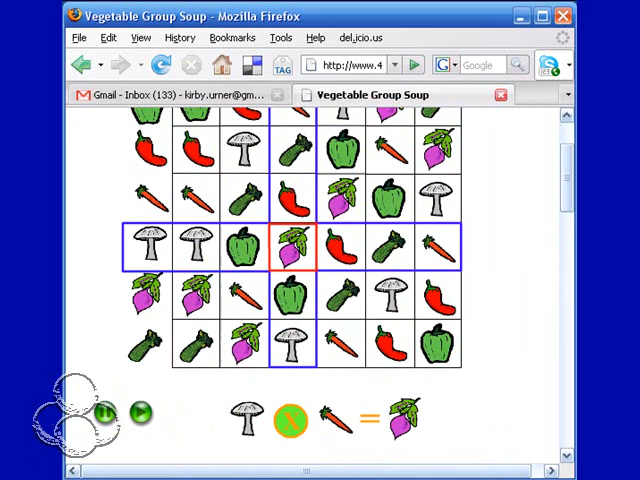 Vegetable Group Soup - Mozilla Firefox
File Edit View History Bookmarks Tools Help del.icio.us
TAG http://www.4 G Google
Gmail - Inbox (133) - kirby.urner@gm... Vegetable Group Soup
X =